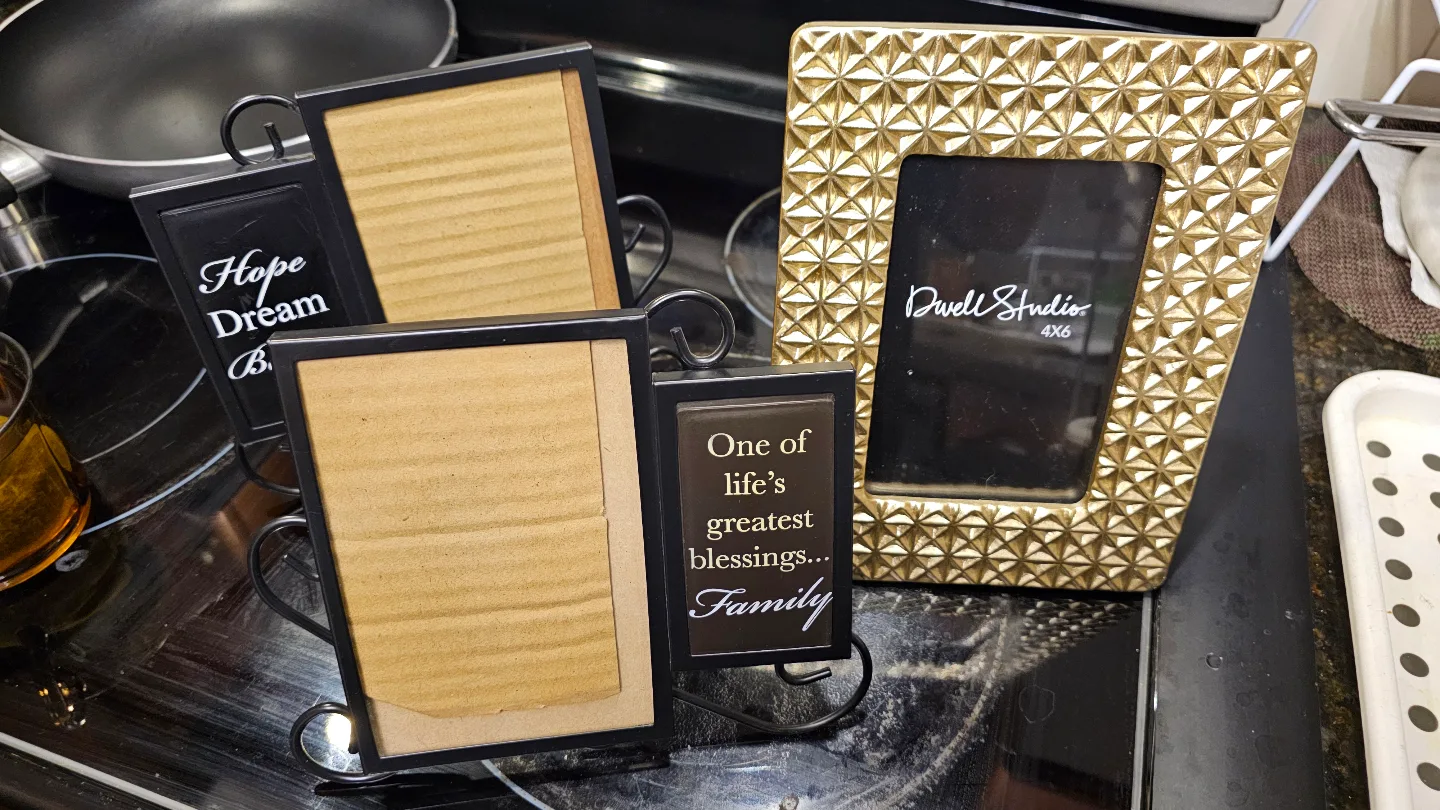 Hope
Dream
One of
life's
greatest
blessings...
Family
DwellStudio
4X6